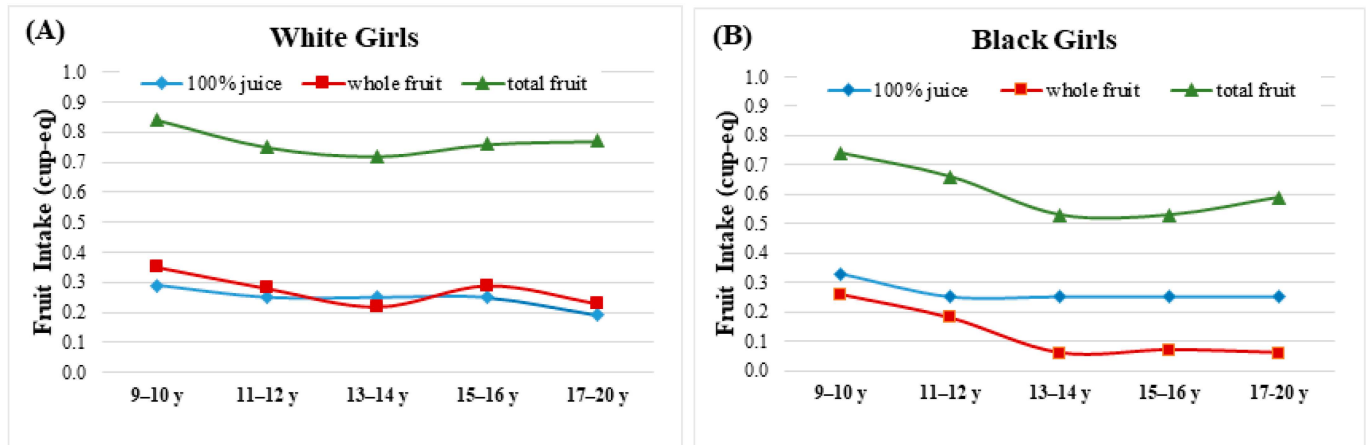 (A)
White Girls
100% juice whole fruit total fruit
Fruit Intake (cup-eq)
1.0
0.9
0.8
0.7
0.6
0.5
0.4
0.3
0.2
0.1
0.0
9–10 y 11–12 y 13–14 y 15–16 y 17–20 y
(B)
Black Girls
100% juice whole fruit total fruit
Fruit Intake (cup-eq)
1.0
0.9
0.8
0.7
0.6
0.5
0.4
0.3
0.2
0.1
0.0
9–10 y 11–12 y 13–14 y 15–16 y 17-20 y